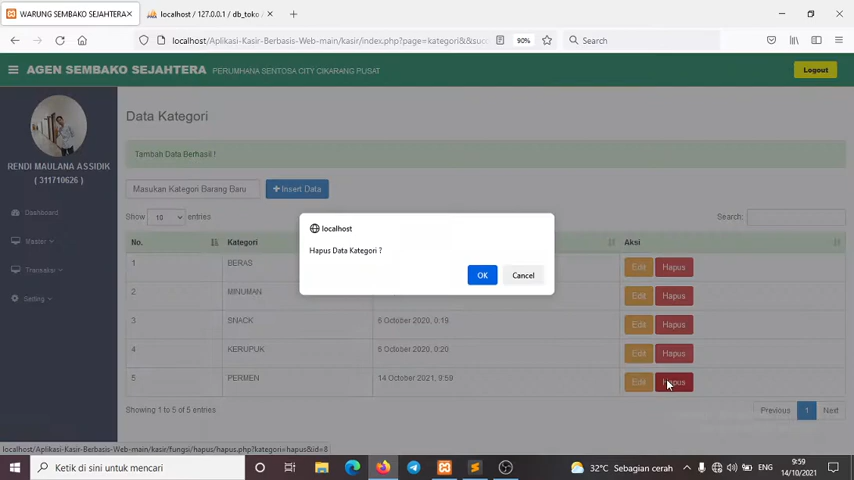 WARUNG SEMBAKO SEJAHTERA
localhost / 127.0.0.1 / db_toko
localhost/Aplikasi-Kasir-Berbasis-Web-main/kasir/index.php?page=kategori&&suc
90%
Search
AGEN SEMBAKO SEJAHTERA PERUMHANA SENTOSA CITY CIKARANG PUSAT
Logout
RENDI MAULANA ASSIDIK
( 311710626 )
Dashboard
Master
Transaksi
Setting
Data Kategori
Tambah Data Berhasil !
Masukan Kategori Barang Baru
+ Insert Data
Show 10 entries
Search:
No. Kategori Aksi
1 BERAS Edit Hapus
2 MINUMAN Edit Hapus
3 SNACK 6 October 2020, 0:19 Edit Hapus
4 KERUPUK 6 October 2020, 0:20 Edit Hapus
5 PERMEN 14 October 2021, 9:59 Edit Hapus
Showing 1 to 5 of 5 entries
Previous 1 Next
localhost
Hapus Data Kategori ?
OK Cancel
localhost/Aplikasi-Kasir-Berbasis-Web-main/kasir/fungsi/hapus/hapus.php?kategori=hapus&id=8
Ketik di sini untuk mencari
32°C Sebagian cerah
ENG
9:59
14/10/2021